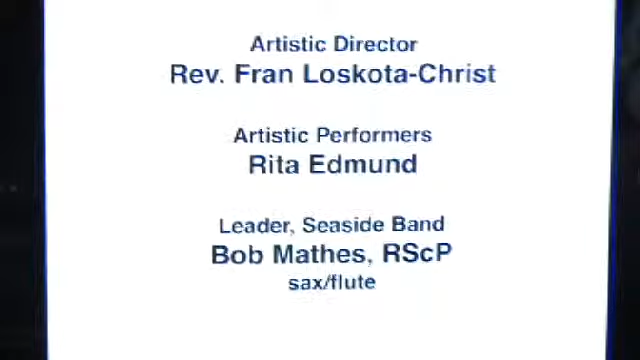 Artistic Director
Rev. Fran Loskota-Christ
Artistic Performers
Rita Edmund
Leader, Seaside Band
Bob Mathes, RScP
sax/flute